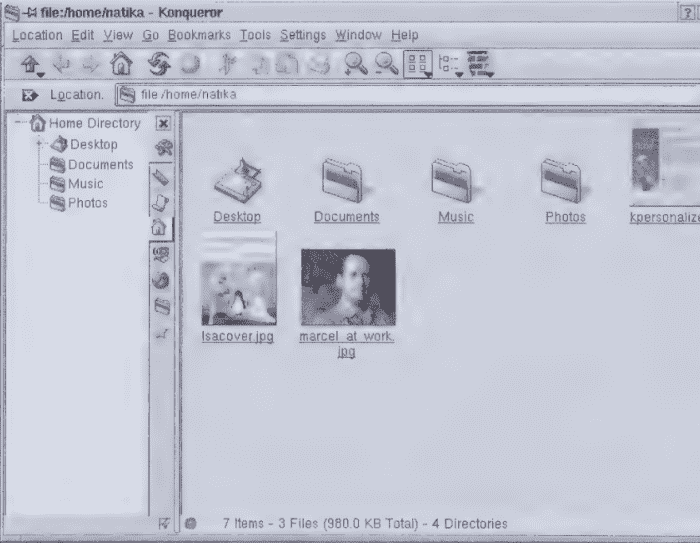 file:/home/natika - Konqueror
Location Edit View Go Bookmarks Tools Settings Window Help
Location. file /home/natika
Home Directory
Desktop
Documents
Music
Photos
Desktop Documents Music Photos kpersonalize
lsacover.jpg marcel_at_work.
jpg
7 Items - 3 Files (980.0 KB Total) - 4 Directories